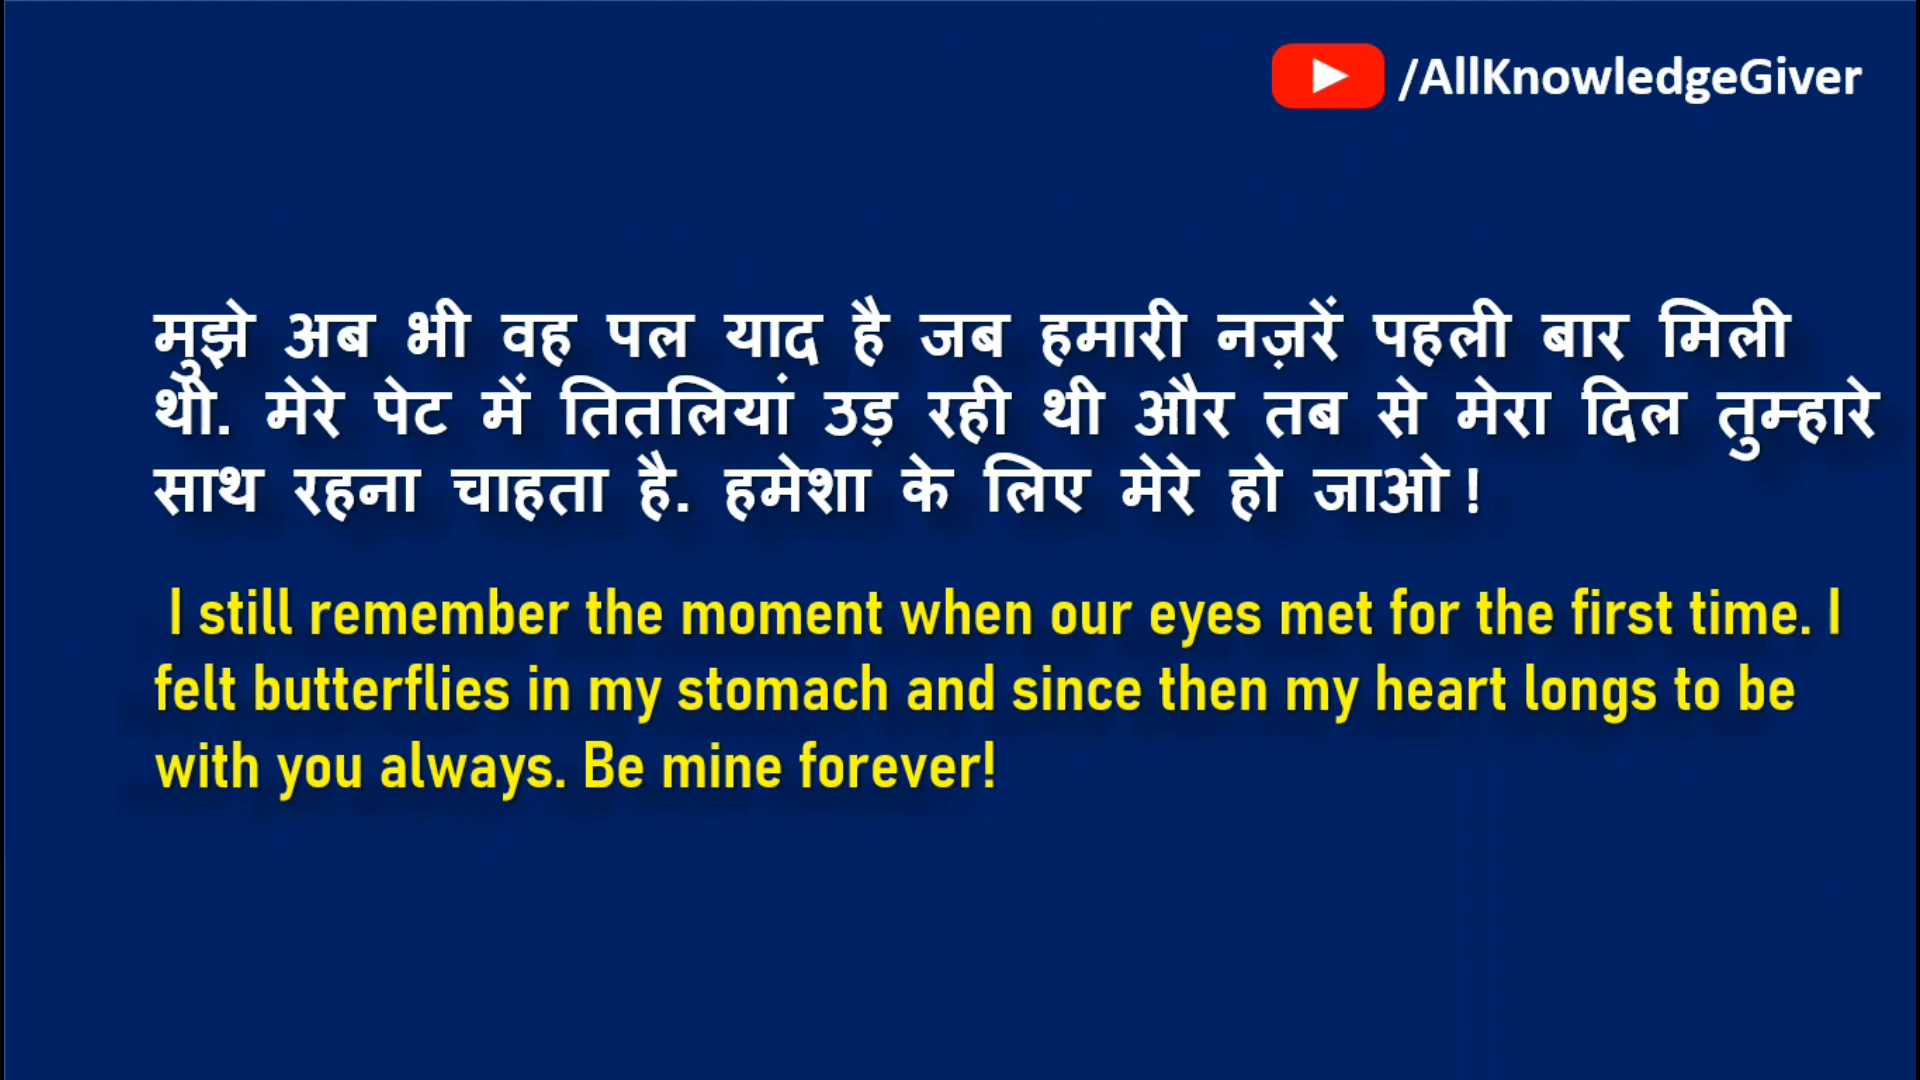 /AllKnowledgeGiver
मुझे अब भी वह पल याद है जब हमारी नज़रें पहली बार मिली
थी. मेरे पेट में तितलियां उड़ रही थी और तब से मेरा दिल तुम्हारे
साथ रहना चाहता है. हमेशा के लिए मेरे हो जाओ !
I still remember the moment when our eyes met for the first time. I
felt butterflies in my stomach and since then my heart longs to be
with you always. Be mine forever!